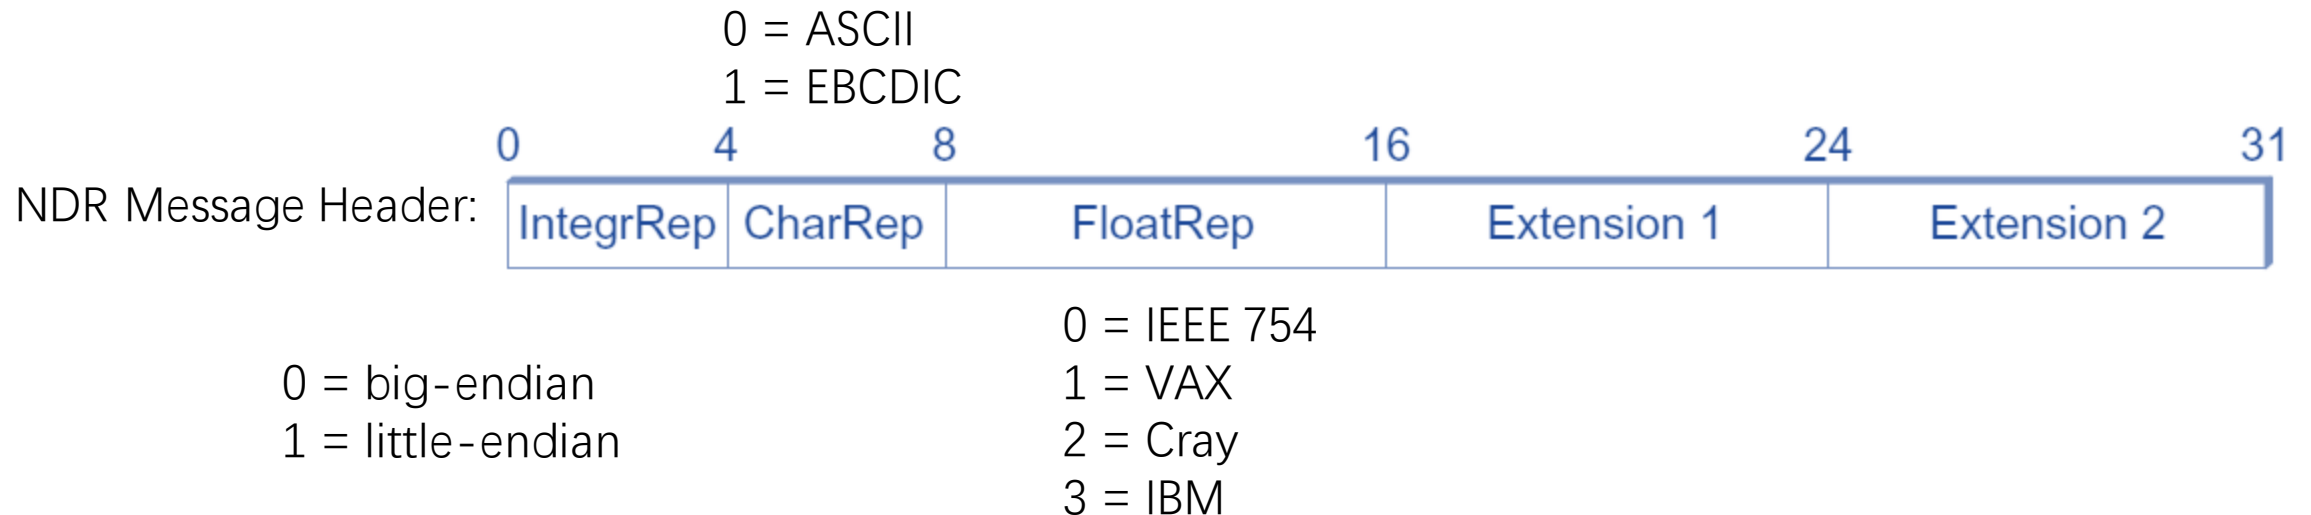 0 = ASCII
1 = EBCDIC
0 4 8 16 24 31
NDR Message Header: IntegrRep CharRep FloatRep Extension 1 Extension 2
0 = big-endian
1 = little-endian
0 = IEEE 754
1 = VAX
2 = Cray
3 = IBM